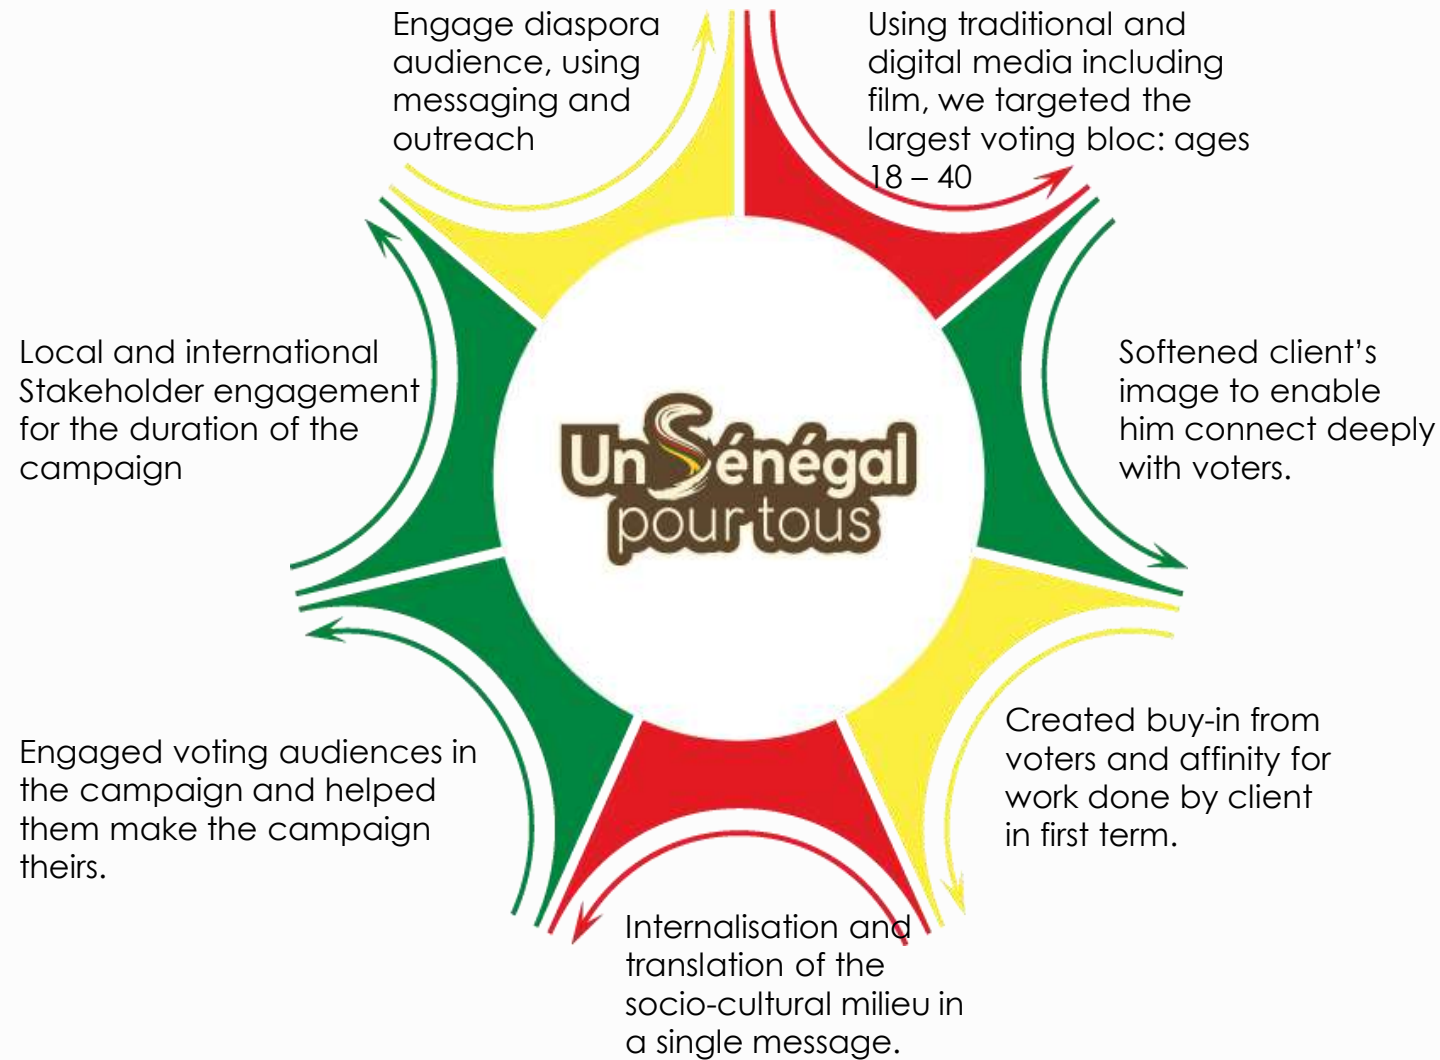 Engage diaspora
audience, using
messaging and
outreach
Using traditional and
digital media including
film, we targeted the
largest voting bloc: ages
18 – 40
Local and international
Stakeholder engagement
for the duration of the
campaign
Un Sénégal
pour tous
Softened client’s
image to enable
him connect deeply
with voters.
Engaged voting audiences in
the campaign and helped
them make the campaign
theirs.
Created buy-in from
voters and affinity for
work done by client
in first term.
Internalisation and
translation of the
socio-cultural milieu in
a single message.